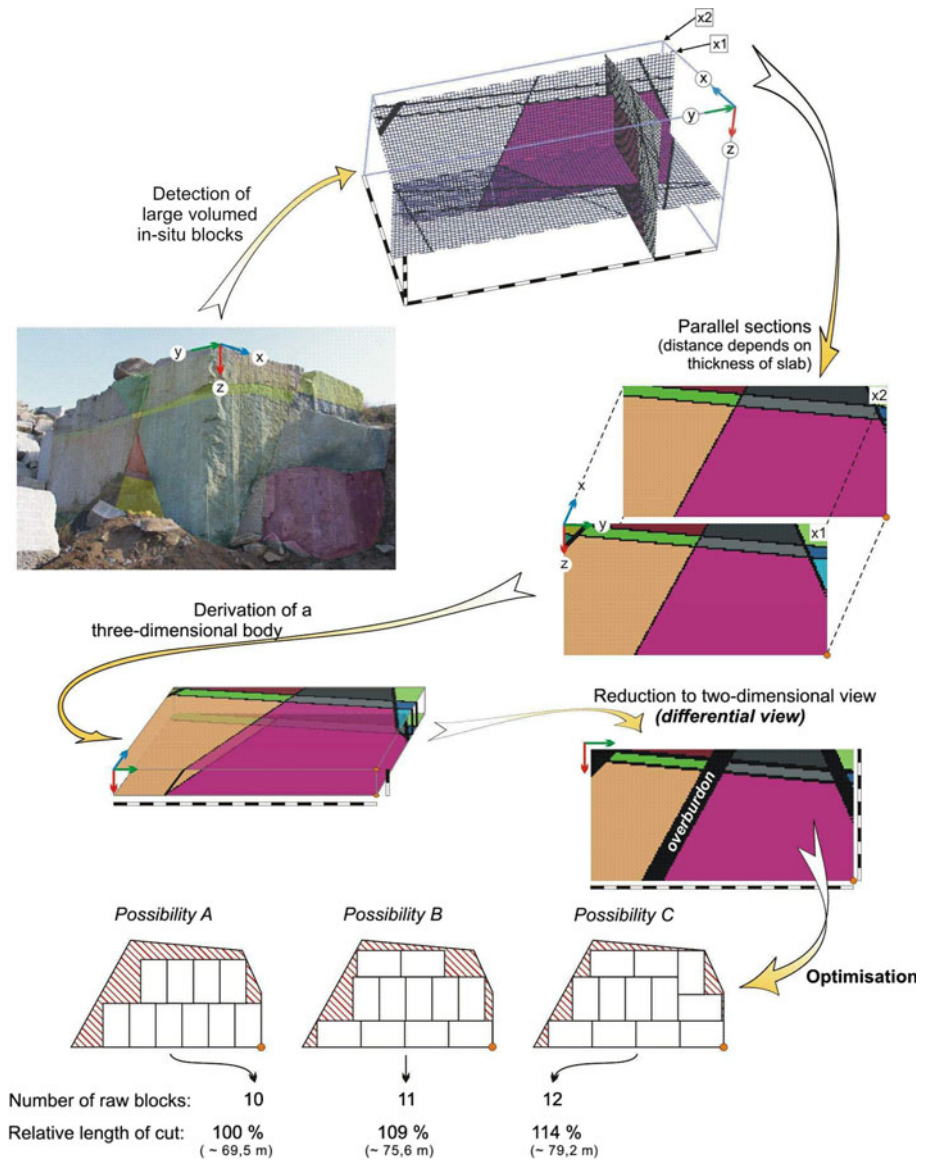 x2
x1
x
y
z
Detection of
large volumed
in-situ blocks
Parallel sections
(distance depends on
thickness of slab)
y
x
z
x2
x
y
x1
z
Derivation of a
three-dimensional body
Reduction to two-dimensional view
(differential view)
overburdon
Possibility A
Possibility B
Possibility C
Optimisation
Number of raw blocks: 10 11 12
Relative length of cut: 100 % 109 % 114 %
( ~ 69,5 m) (~ 75,6 m) ( ~ 79,2 m)